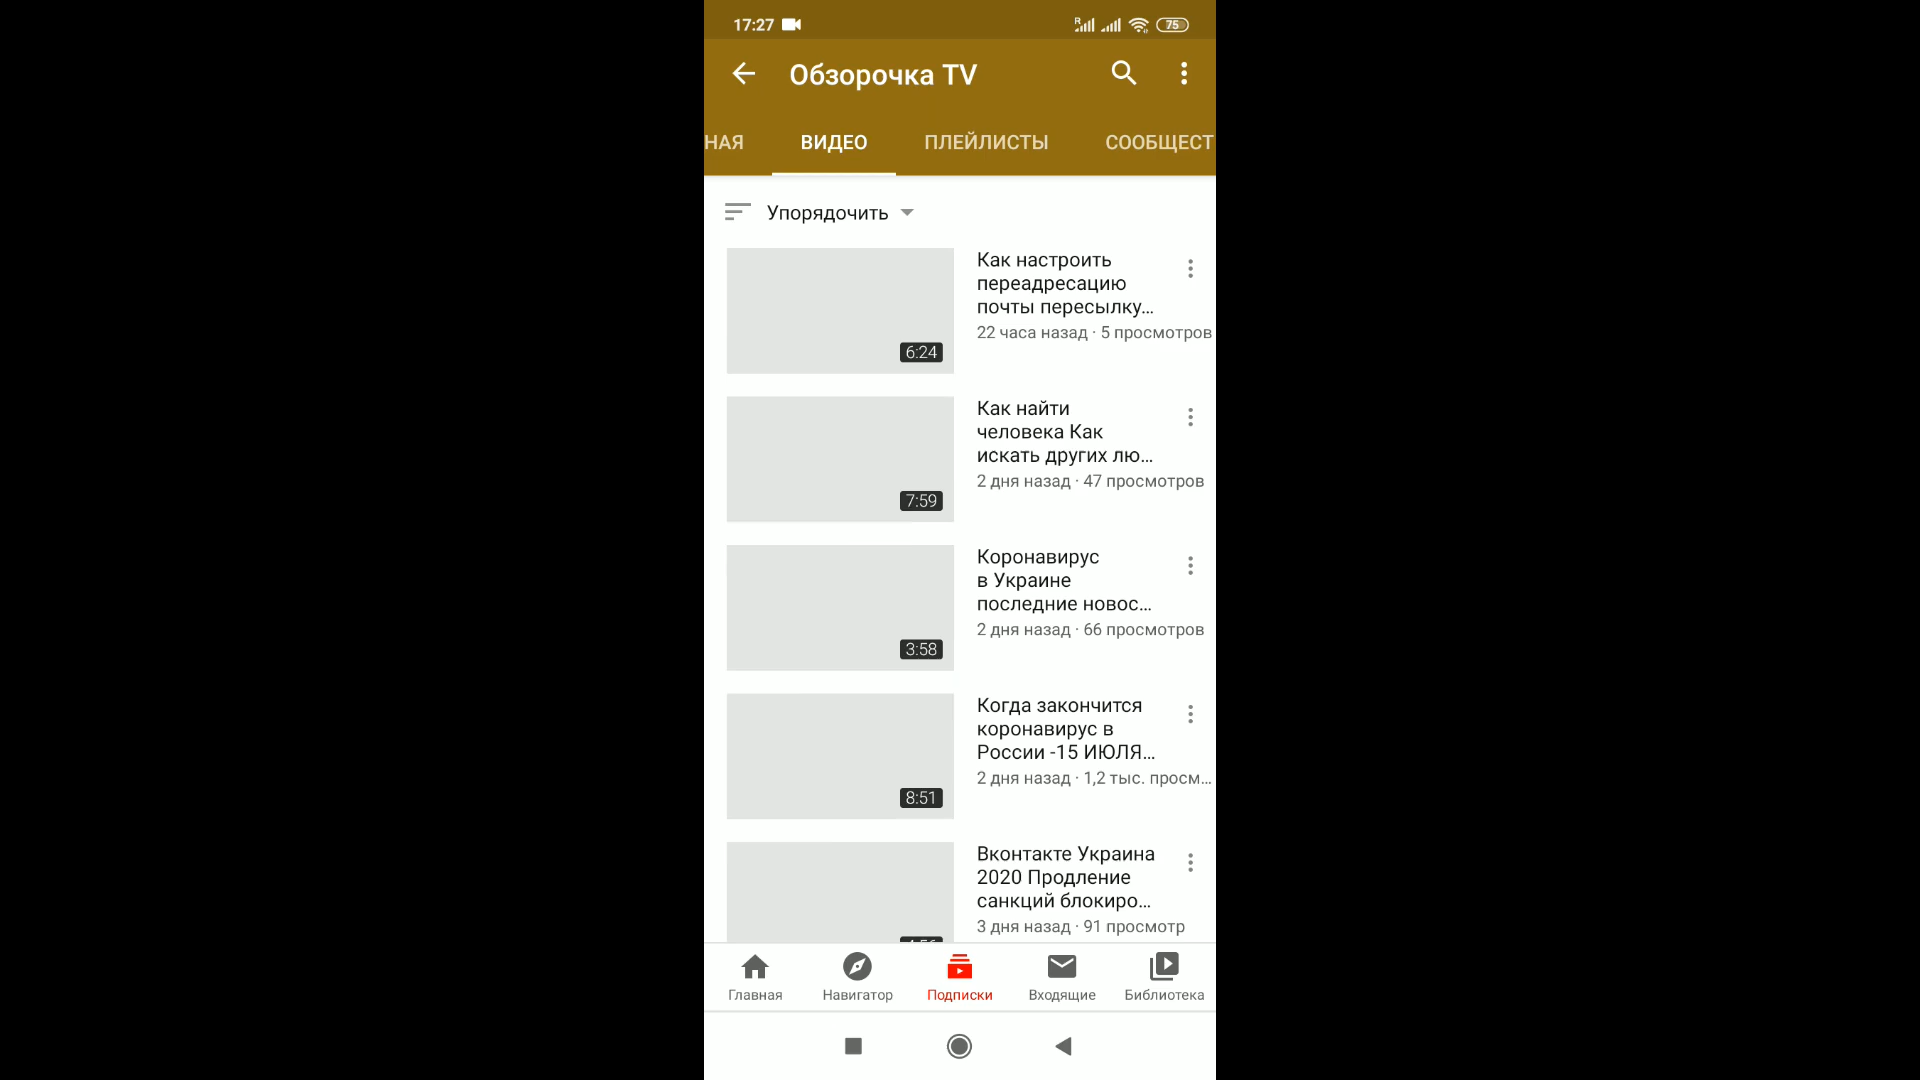 17:27
R
75
Обзорочка TV
НАЯ
ВИДЕО
ПЛЕЙЛИСТЫ
СООБЩЕСТ
Упорядочить
Как настроить
переадресацию
почты пересылку...
22 часа назад · 5 просмотров
6:24
Как найти
человека Как
искать других лю...
2 дня назад · 47 просмотров
7:59
Коронавирус
в Украине
последние новос...
2 дня назад · 66 просмотров
3:58
Когда закончится
коронавирус в
России -15 ИЮЛЯ...
2 дня назад · 1,2 тыс. просм...
8:51
Вконтакте Украина
2020 Продление
санкций блокиро...
3 дня назад · 91 просмотр
Главная
Навигатор
Подписки
Входящие
Библиотека